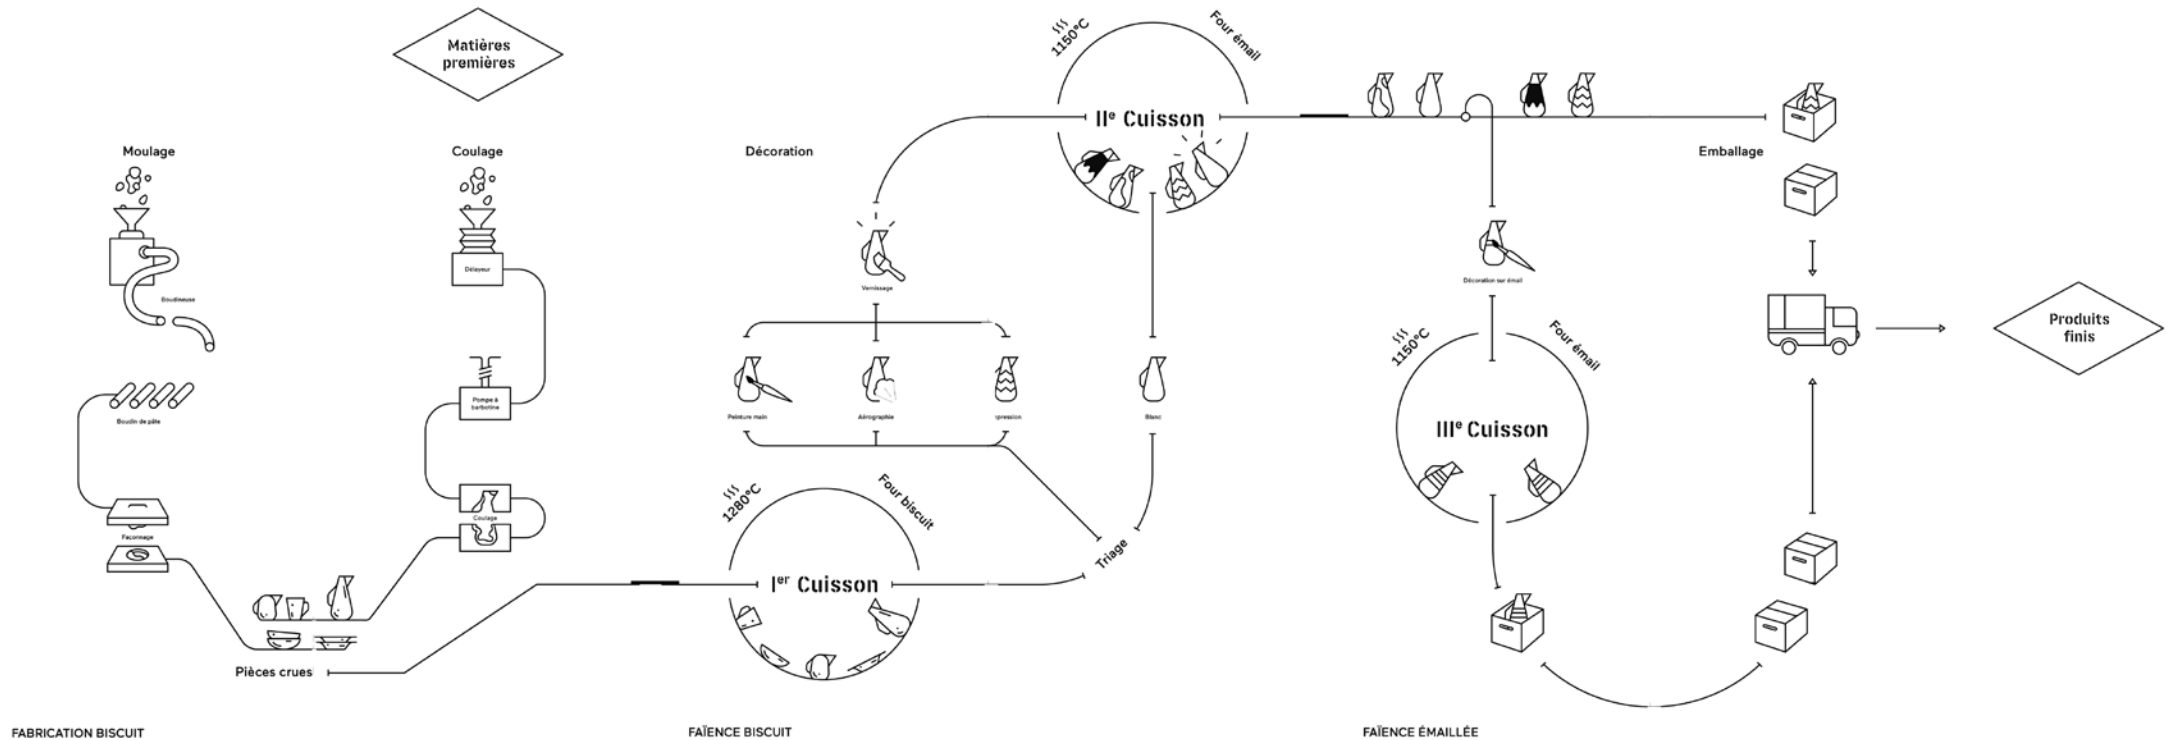 Matières
premières
Moulage
Coulage
Boudineuse
Délayeur
Boudin de pâte
Pompe à
barbotine
Façonnage
Coulage
Pièces crues
FABRICATION BISCUIT
Décoration
Vernissage
Peinture main
Aérographie
pression
Blanc
1280°C
Four biscuit
Ier Cuisson
Triage
FAÏENCE BISCUIT
1150°C
Four émail
IIe Cuisson
Décoration sur émail
1150°C
Four émail
IIIe Cuisson
FAÏENCE ÉMAILLÉE
Emballage
Produits
finis